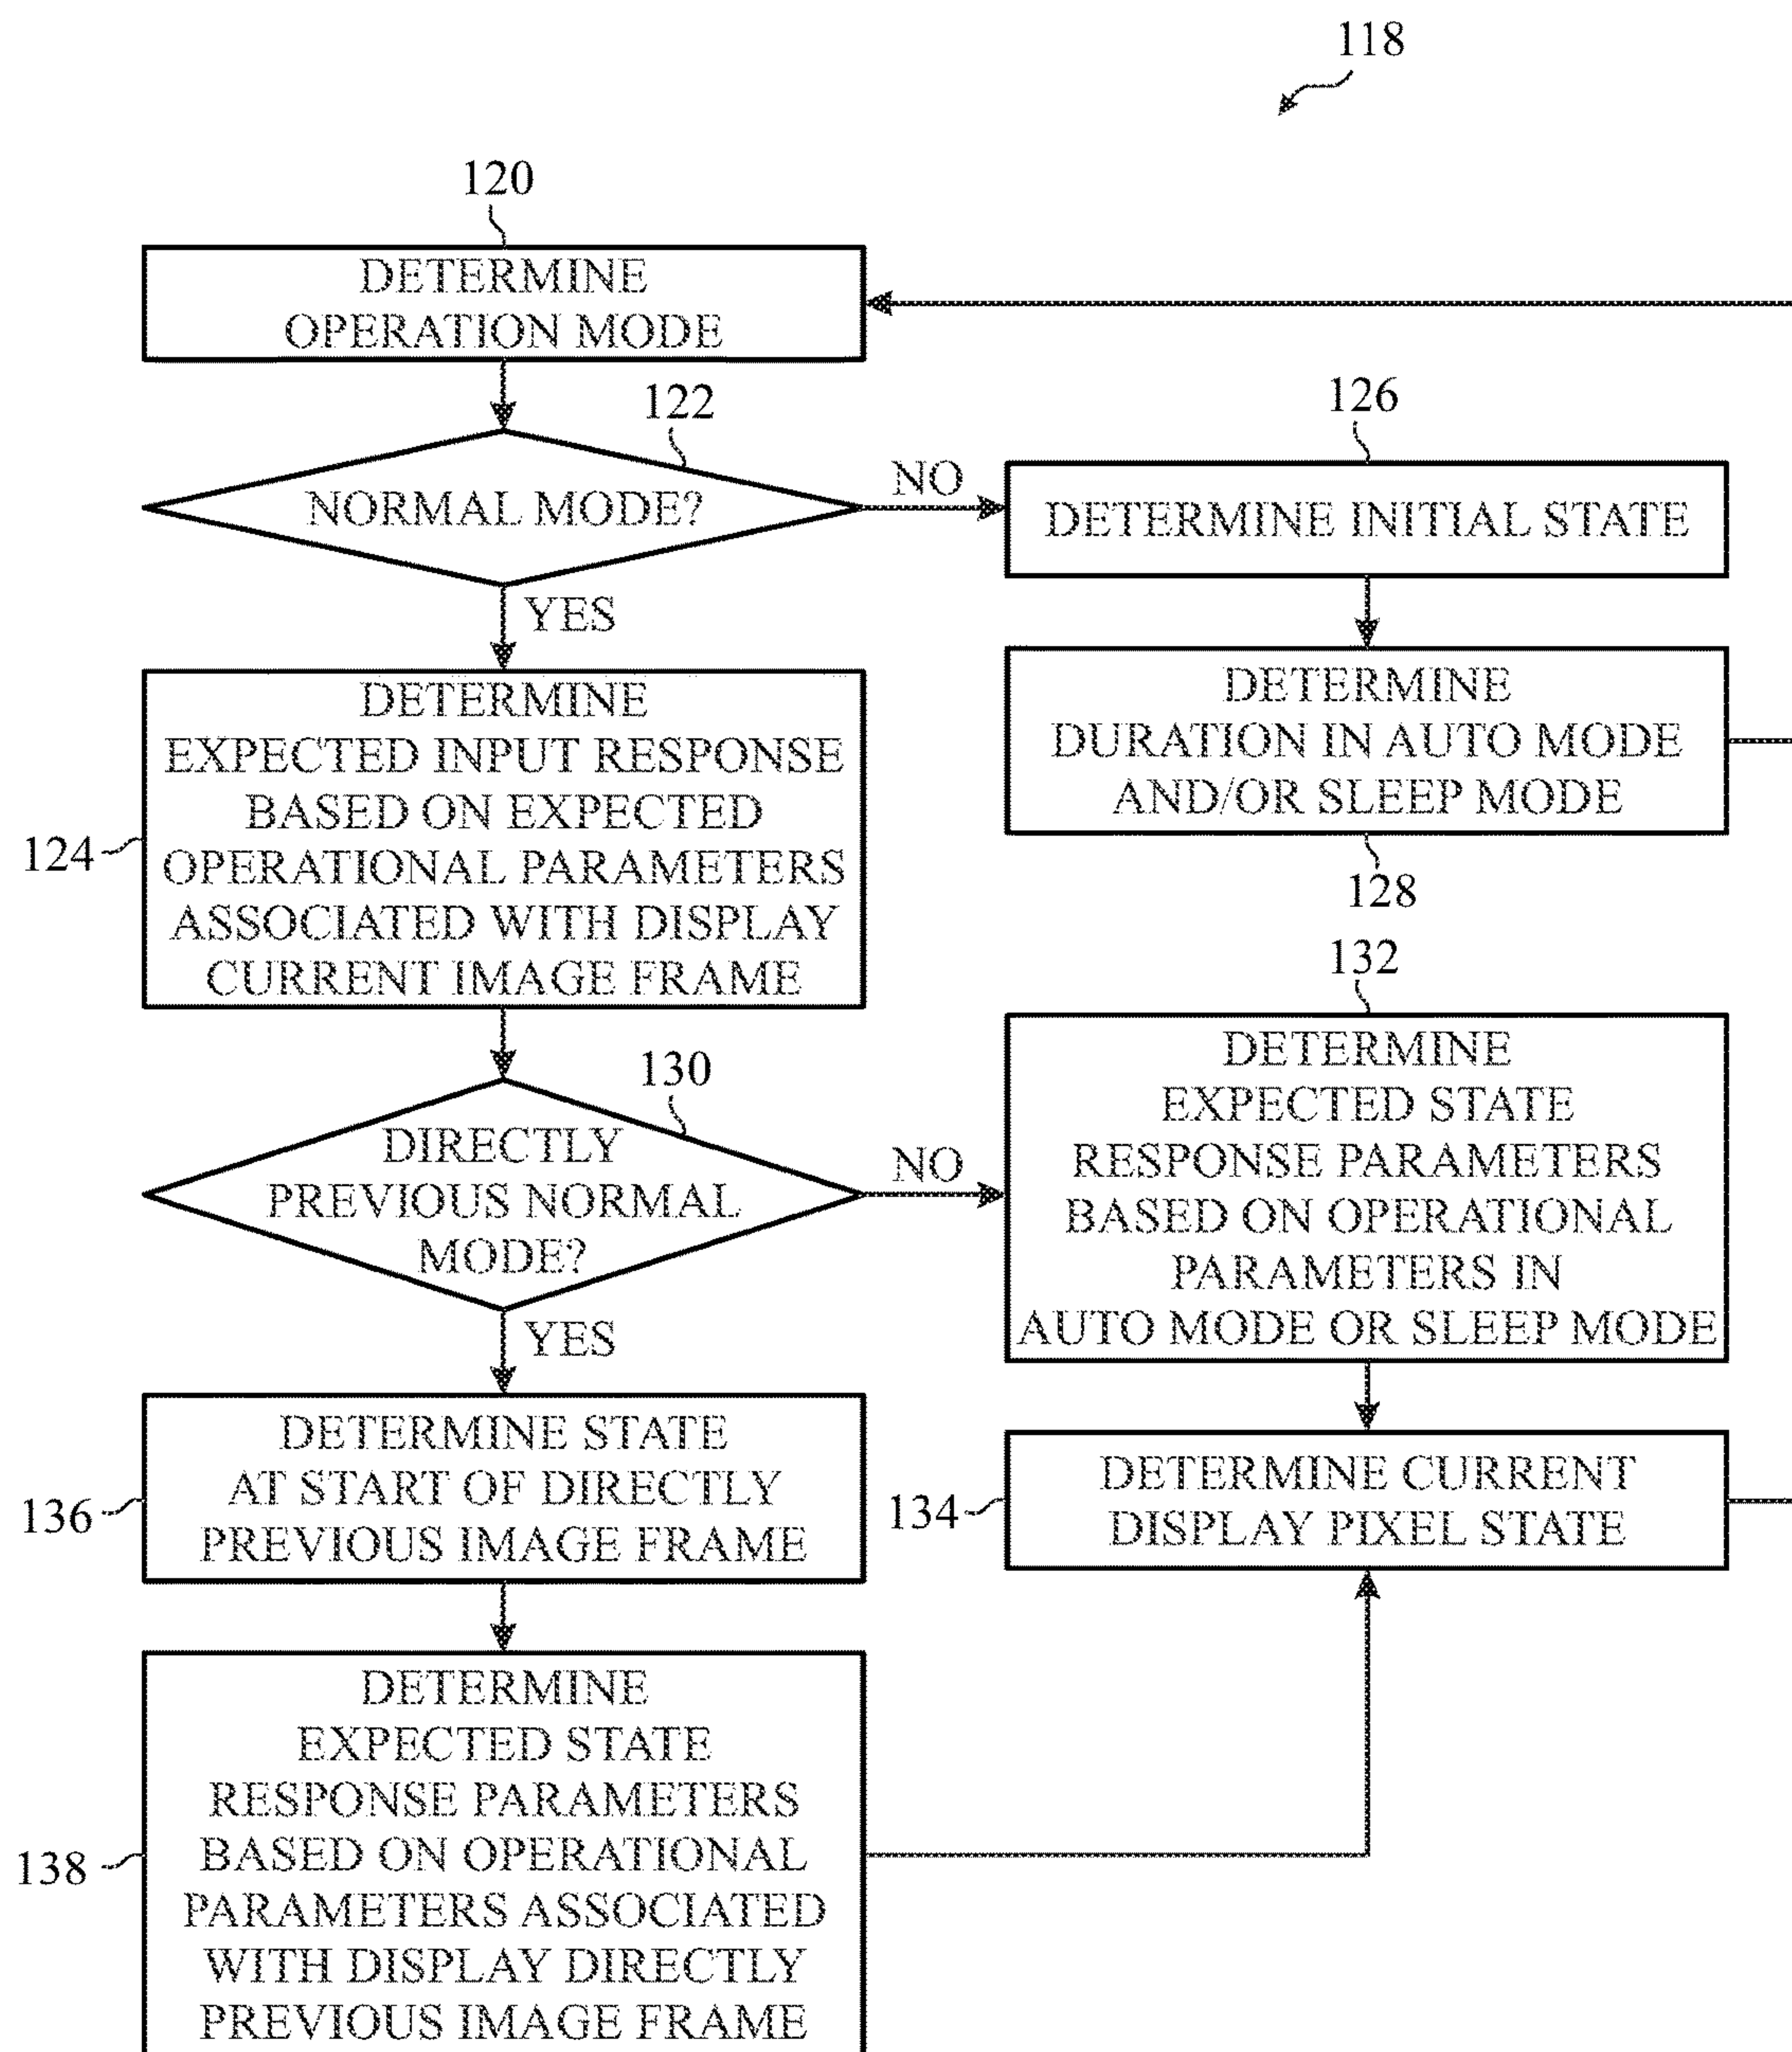 118
120
DETERMINE
OPERATION MODE
122
NORMAL MODE?
NO
YES
126
DETERMINE INITIAL STATE
DETERMINE
DURATION IN AUTO MODE
AND/OR SLEEP MODE
128
124
DETERMINE
EXPECTED INPUT RESPONSE
BASED ON EXPECTED
OPERATIONAL PARAMETERS
ASSOCIATED WITH DISPLAY
CURRENT IMAGE FRAME
130
DIRECTLY
PREVIOUS NORMAL
MODE?
NO
YES
132
DETERMINE
EXPECTED STATE
RESPONSE PARAMETERS
BASED ON OPERATIONAL
PARAMETERS IN
AUTO MODE OR SLEEP MODE
136
DETERMINE STATE
AT START OF DIRECTLY
PREVIOUS IMAGE FRAME
134
DETERMINE CURRENT
DISPLAY PIXEL STATE
138
DETERMINE
EXPECTED STATE
RESPONSE PARAMETERS
BASED ON OPERATIONAL
PARAMETERS ASSOCIATED
WITH DISPLAY DIRECTLY
PREVIOUS IMAGE FRAME